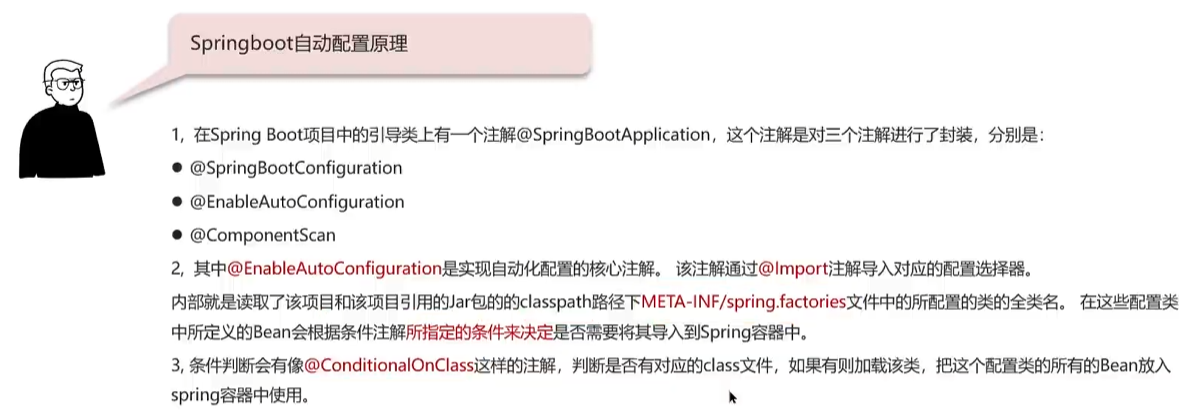 Springboot自动配置原理
1, 在Spring Boot项目中的引导类上有一个注解@SpringBootApplication，这个注解是对三个注解进行了封装，分别是：
● @SpringBootConfiguration
● @EnableAutoConfiguration
● @ComponentScan
2, 其中@EnableAutoConfiguration是实现自动化配置的核心注解。 该注解通过@Import注解导入对应的配置选择器。
内部就是读取了该项目和该项目引用的Jar包的的classpath路径下META-INF/spring.factories文件中的所配置的类的全类名。 在这些配置类
中所定义的Bean会根据条件注解所指定的条件来决定是否需要将其导入到Spring容器中。
3, 条件判断会有像@ConditionalOnClass这样的注解，判断是否有对应的class文件，如果有则加载该类，把这个配置类的所有的Bean放入
spring容器中使用。